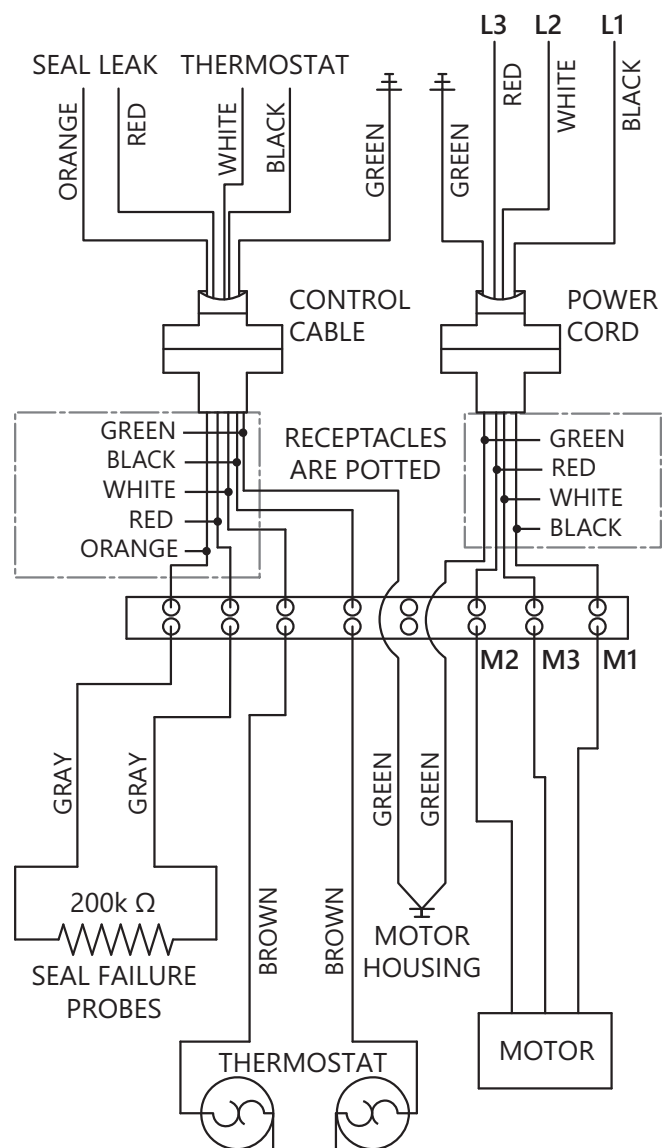 L3 L2 L1
SEAL LEAK THERMOSTAT
ORANGE
RED
WHITE
BLACK
GREEN
GREEN
RED
WHITE
BLACK
CONTROL
CABLE
POWER
CORD
GREEN
BLACK
WHITE
RED
ORANGE
RECEPTACLES
ARE POTTED
GREEN
RED
WHITE
BLACK
M2 M3 M1
GRAY
GRAY
GREEN
GREEN
200k Ω
SEAL FAILURE
PROBES
BROWN
BROWN
MOTOR
HOUSING
THERMOSTAT
MOTOR